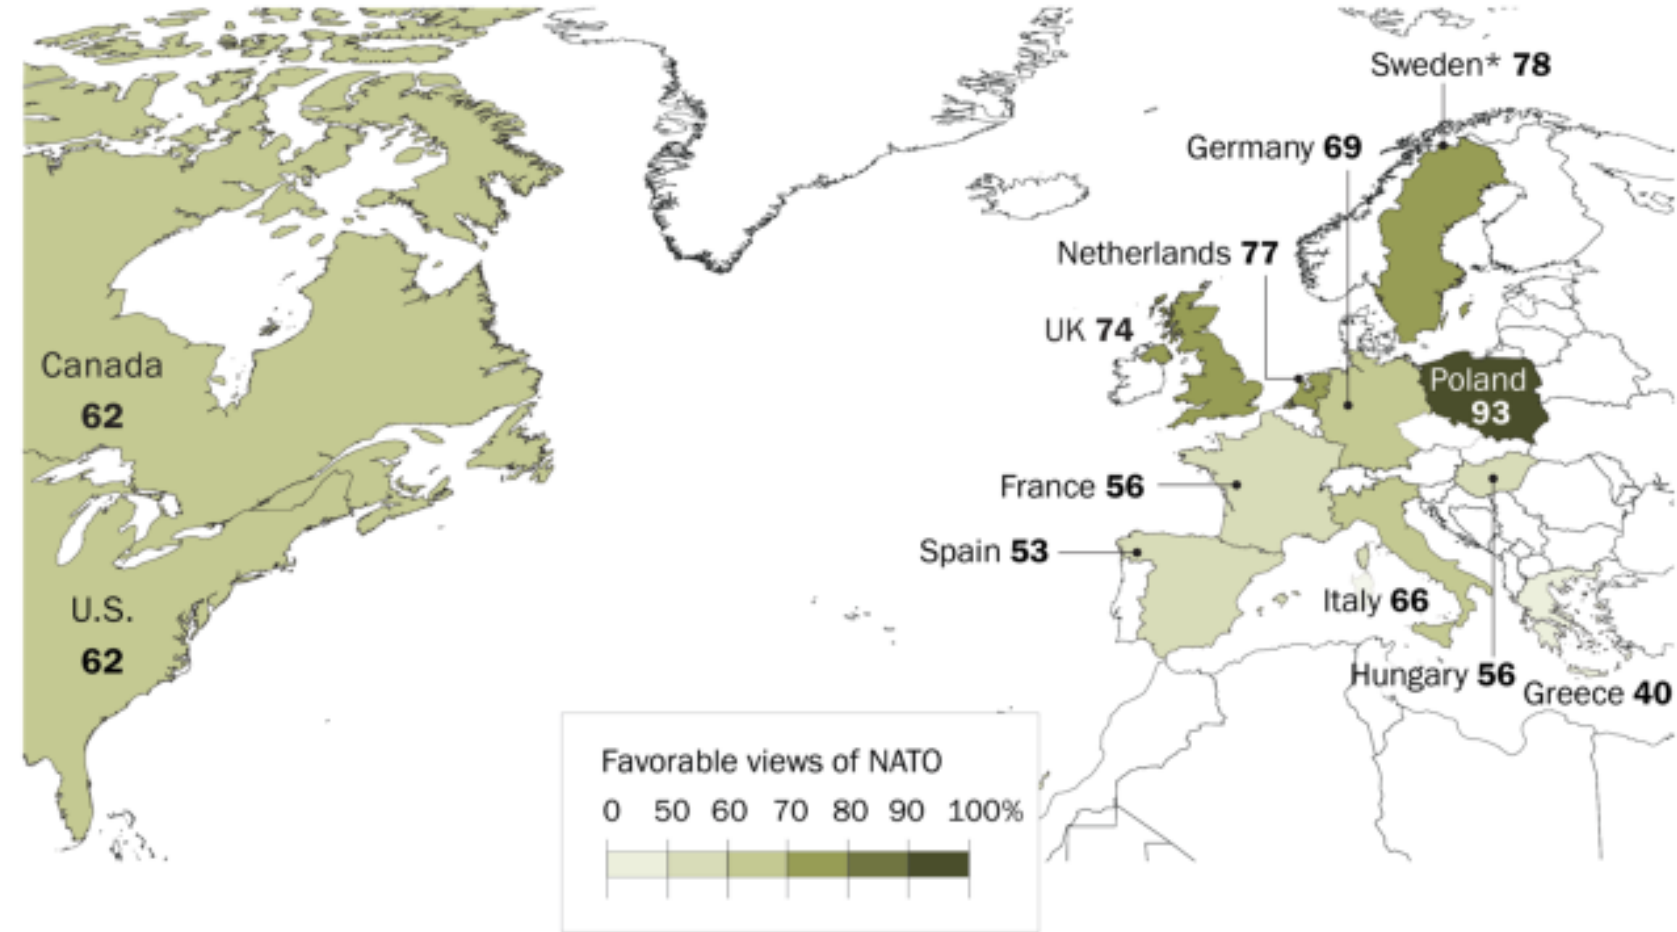 Sweden* 78
Germany 69
Netherlands 77
UK 74
Canada
62
Poland
93
France 56
Spain 53
U.S.
62
Italy 66
Hungary 56
Greece 40
Favorable views of NATO
0 50 60 70 80 90 100%